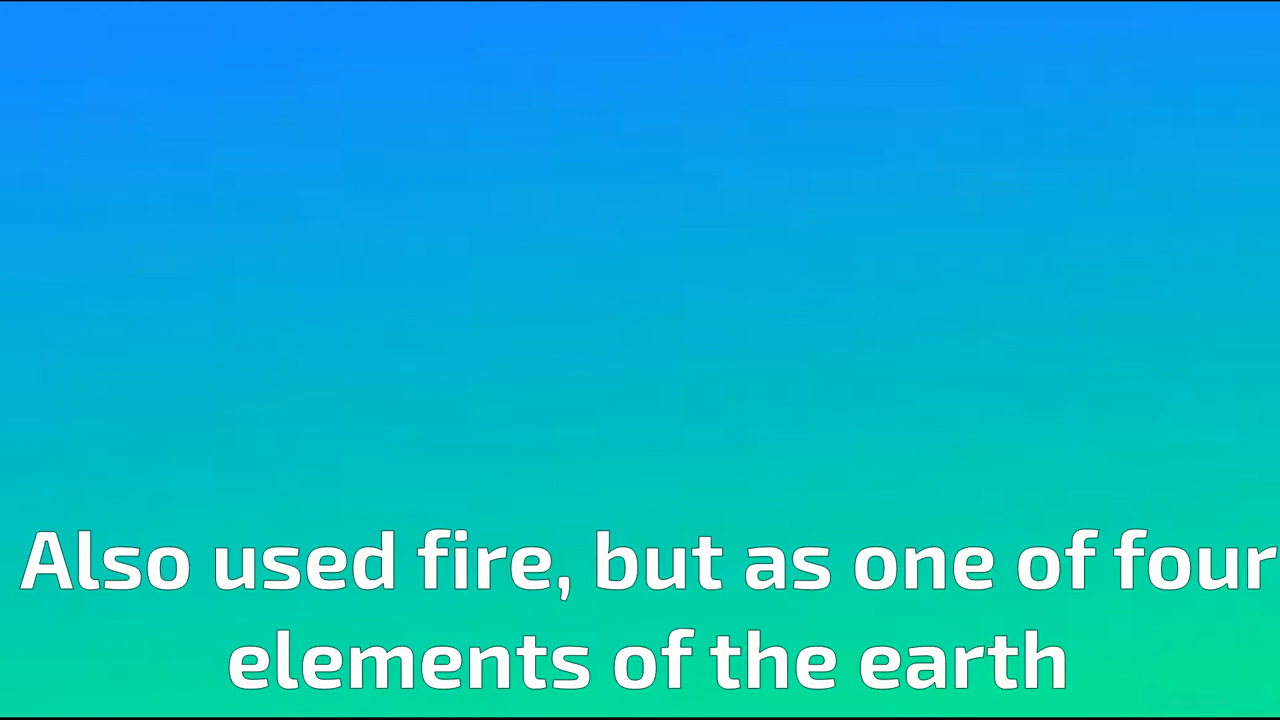 Also used fire, but as one of four
elements of the earth